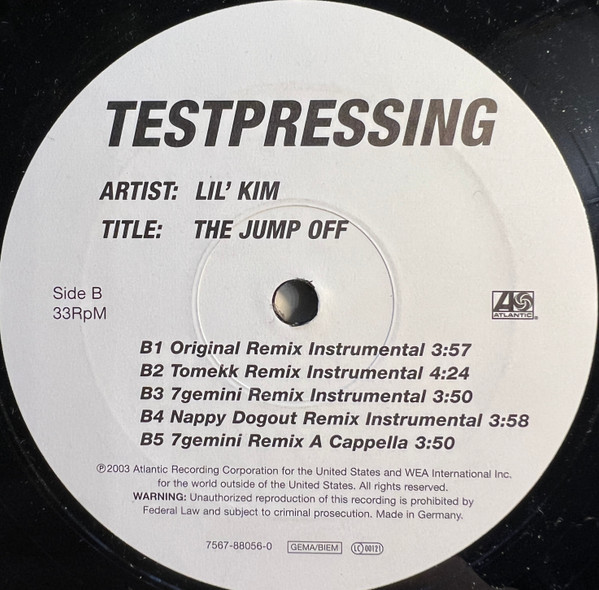 TESTPRESSING
ARTIST: LIL' KIM
TITLE: THE JUMP OFF
Side B
33RpM
ATLANTIC®
B1 Original Remix Instrumental 3:57
B2 Tomekk Remix Instrumental 4:24
B3 7gemini Remix Instrumental 3:50
B4 Nappy Dogout Remix Instrumental 3:58
B5 7gemini Remix A Cappella 3:50
℗2003 Atlantic Recording Corporation for the United States and WEA International Inc.
for the world outside of the United States. All rights reserved.
WARNING: Unauthorized reproduction of this recording is prohibited by
Federal Law and subject to criminal prosecution. Made in Germany.
7567-88056-0 GEMA/BIEM LC 00121